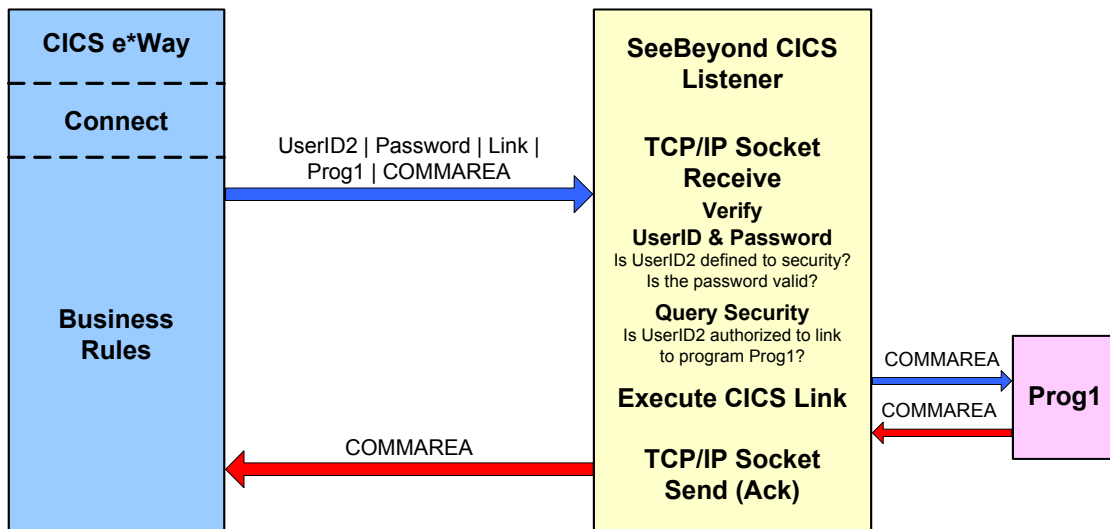 CICS e*Way
Connect
Business
Rules
UserID2 | Password | Link |
Prog1 | COMMAREA
COMMAREA
SeeBeyond CICS
Listener
TCP/IP Socket
Receive
Verify
UserID & Password
Is UserID2 defined to security?
Is the password valid?
Query Security
Is UserID2 authorized to link
to program Prog1?
Execute CICS Link
TCP/IP Socket
Send (Ack)
COMMAREA
COMMAREA
Prog1